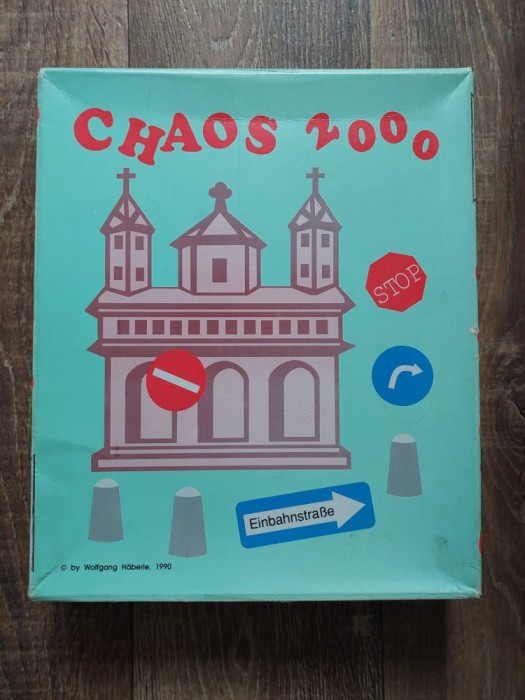 CHAOS 2000
STOP
Einbahnstraße
© by Wolfgang Häberle, 1990